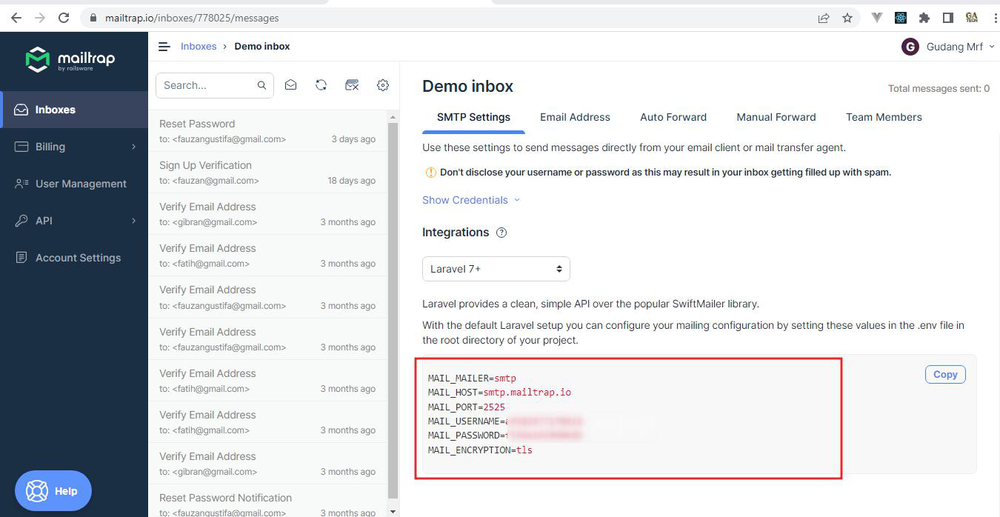 mailtrap.io/inboxes/778025/messages
GA
TECH
mailtrap
by railsware
Inboxes
Billing
User Management
API
Account Settings
Help
Inboxes › Demo inbox
G Gudang Mrf
Search...
Reset Password
to: <fauzangustifa@gmail.com> 3 days ago
Sign Up Verification
to: <fauzan@gmail.com> 18 days ago
Verify Email Address
to: <gibran@gmail.com> 3 months ago
Verify Email Address
to: <fatih@gmail.com> 3 months ago
Verify Email Address
to: <fauzangustifa@gmail.com> 3 months ago
Verify Email Address
to: <fauzangustifa@gmail.com> 3 months ago
Verify Email Address
to: <fatih@gmail.com> 3 months ago
Verify Email Address
to: <fatih@gmail.com> 3 months ago
Verify Email Address
to: <gibran@gmail.com> 3 months ago
Reset Password Notification
to: <fauzangustifa@gmail.com> 3 months ago
Demo inbox
Total messages sent: 0
SMTP Settings Email Address Auto Forward Manual Forward Team Members
Use these settings to send messages directly from your email client or mail transfer agent.
Don't disclose your username or password as this may result in your inbox getting filled up with spam.
Show Credentials
Integrations ?
Laravel 7+
Laravel provides a clean, simple API over the popular SwiftMailer library.
With the default Laravel setup you can configure your mailing configuration by setting these values in the .env file in
the root directory of your project.
Copy
MAIL_MAILER=smtp
MAIL_HOST=smtp.mailtrap.io
MAIL_PORT=2525
MAIL_USERNAME=
MAIL_PASSWORD=
MAIL_ENCRYPTION=tls